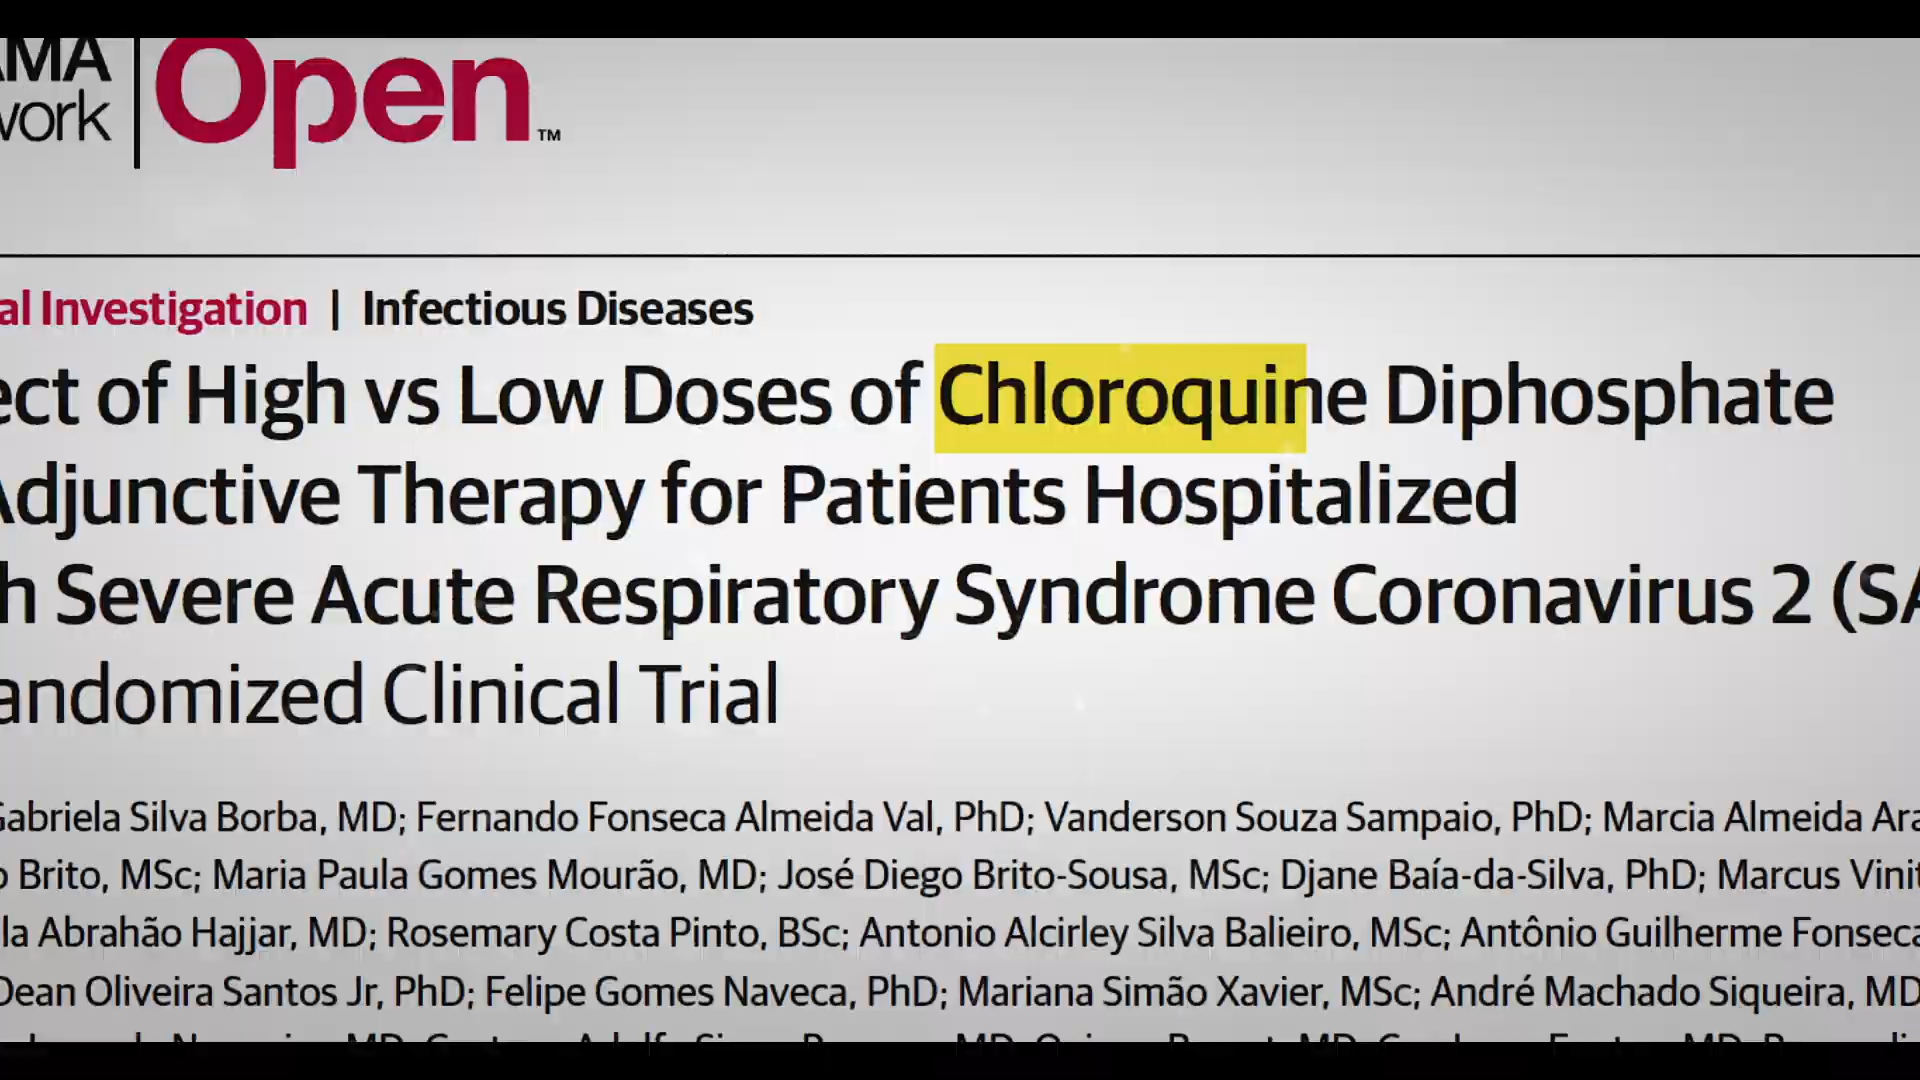 AMA
work
Open™
al Investigation | Infectious Diseases
ect of High vs Low Doses of Chloroquine Diphosphate
Adjunctive Therapy for Patients Hospitalized
h Severe Acute Respiratory Syndrome Coronavirus 2 (SA
andomized Clinical Trial
Gabriela Silva Borba, MD; Fernando Fonseca Almeida Val, PhD; Vanderson Souza Sampaio, PhD; Marcia Almeida Ara
o Brito, MSc; Maria Paula Gomes Mourão, MD; José Diego Brito-Sousa, MSc; Djane Baía-da-Silva, PhD; Marcus Vinit
la Abrahão Hajjar, MD; Rosemary Costa Pinto, BSc; Antonio Alcirley Silva Balieiro, MSc; Antônio Guilherme Fonseca
Dean Oliveira Santos Jr, PhD; Felipe Gomes Naveca, PhD; Mariana Simão Xavier, MSc; André Machado Siqueira, MD